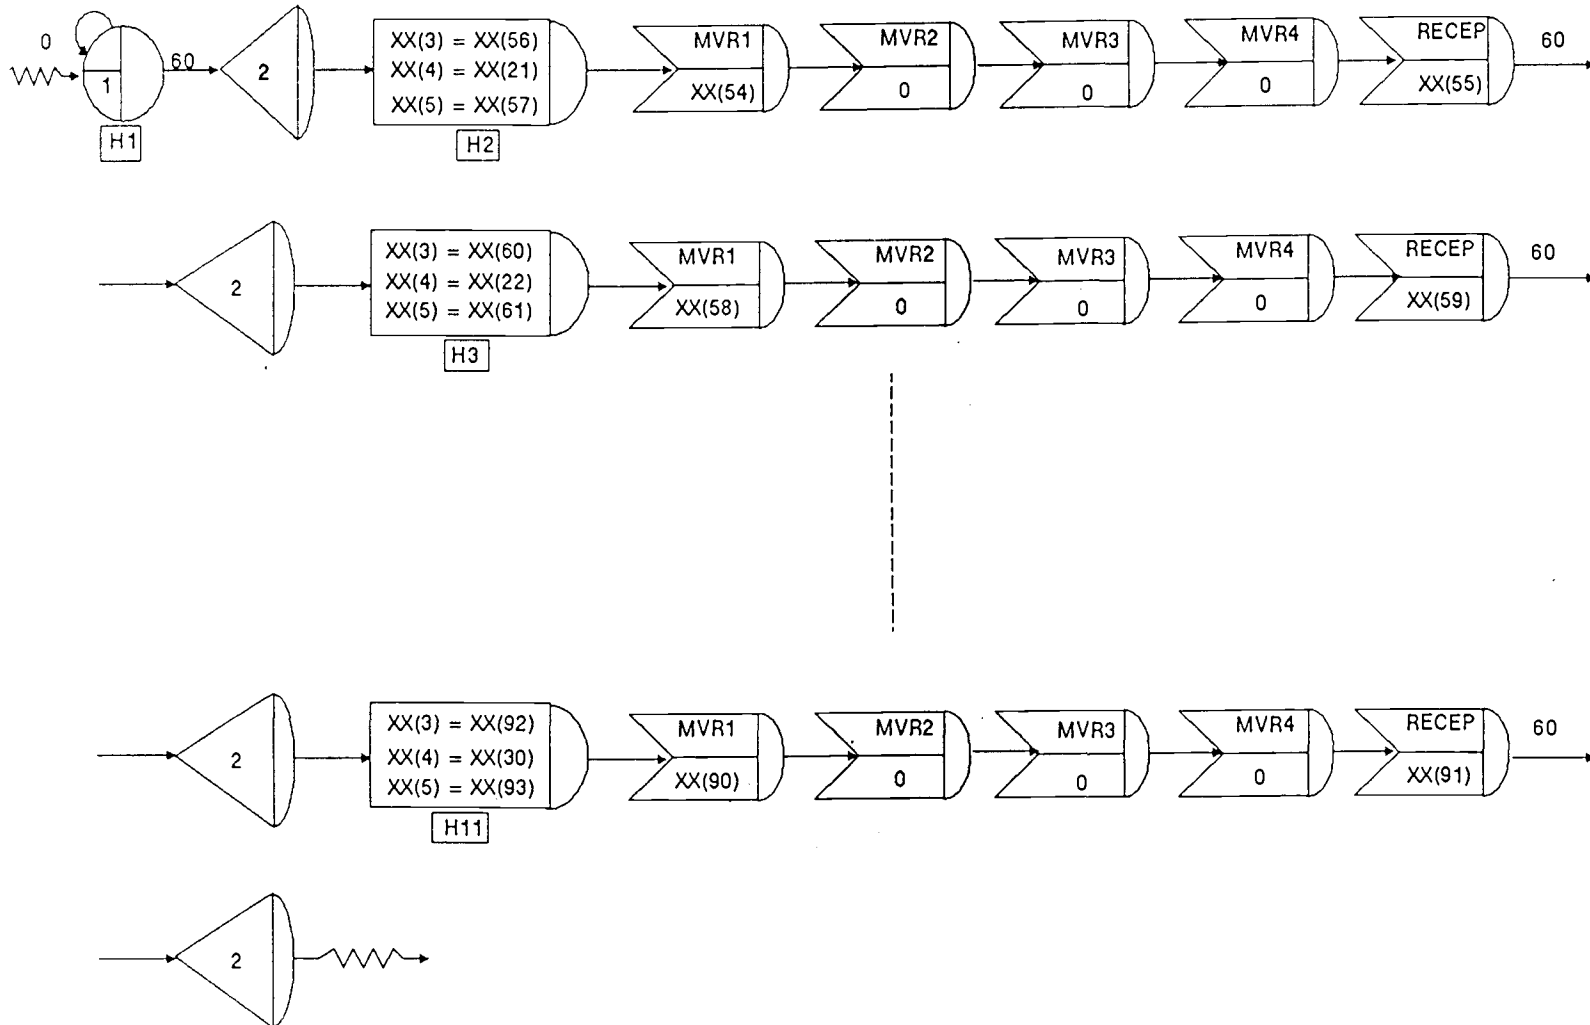 0
1
60
H1
2
XX(3) = XX(56)
XX(4) = XX(21)
XX(5) = XX(57)
H2
MVR1
XX(54)
MVR2
0
MVR3
0
MVR4
0
RECEP
XX(55)
60
2
XX(3) = XX(60)
XX(4) = XX(22)
XX(5) = XX(61)
H3
MVR1
XX(58)
MVR2
0
MVR3
0
MVR4
0
RECEP
XX(59)
60
2
XX(3) = XX(92)
XX(4) = XX(30)
XX(5) = XX(93)
H11
MVR1
XX(90)
MVR2
0
MVR3
0
MVR4
0
RECEP
XX(91)
60
2